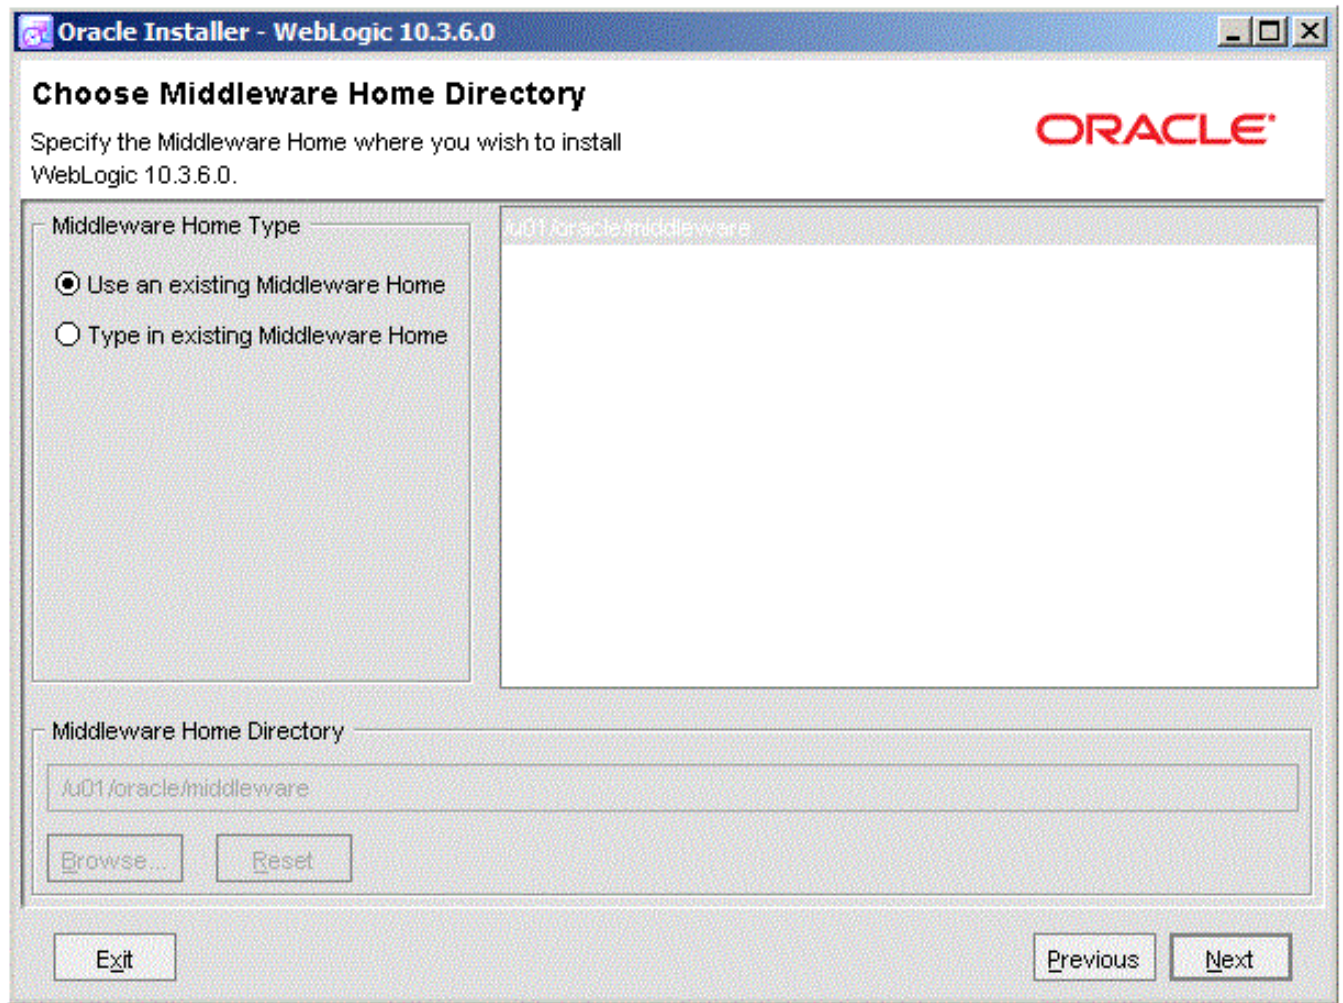 Oracle Installer - WebLogic 10.3.6.0
Choose Middleware Home Directory
Specify the Middleware Home where you wish to install
WebLogic 10.3.6.0.
ORACLE
Middleware Home Type
Use an existing Middleware Home
Type in existing Middleware Home
/u01/oracle/middleware
Middleware Home Directory
/u01/oracle/middleware
Browse...
Reset
Exit
Previous
Next